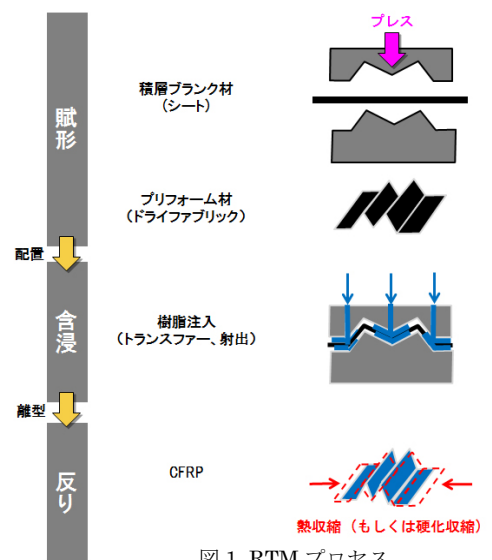 プレス
積層ブランク材
(シート)
賦形
プリフォーム材
(ドライファブリック)
配置
含浸
樹脂注入
(トランスファー、射出)
離型
反り
CFRP
熱収縮(もしくは硬化収縮)
図 1 RTM プロセス